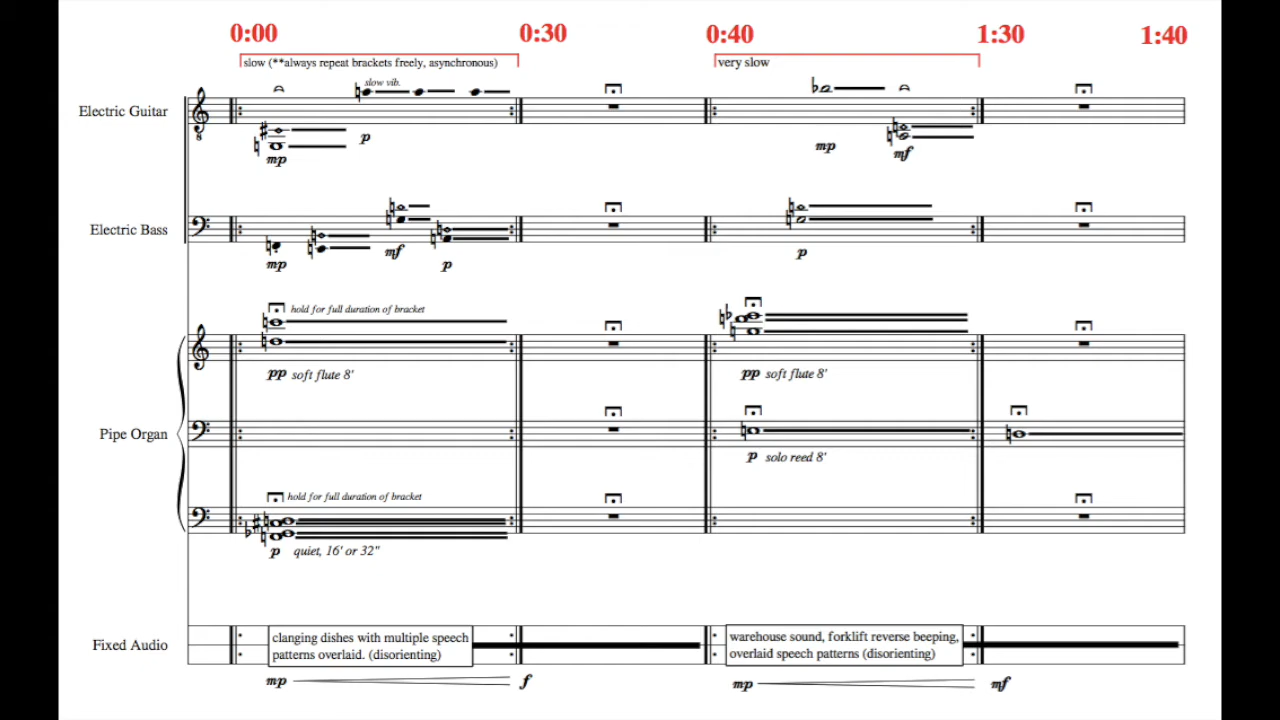 0:00 0:30 0:40 1:30 1:40
slow (**always repeat brackets freely, asynchronous) very slow
slow vib.
Electric Guitar
8
p mp mf
mp
Electric Bass
mp mf p p
hold for full duration of bracket
pp soft flute 8' pp soft flute 8'
Pipe Organ
p solo reed 8'
hold for full duration of bracket
p quiet, 16' or 32"
Fixed Audio
clanging dishes with multiple speech
patterns overlaid. (disorienting)
warehouse sound, forklift reverse beeping,
overlaid speech patterns (disorienting)
mp f mp mf